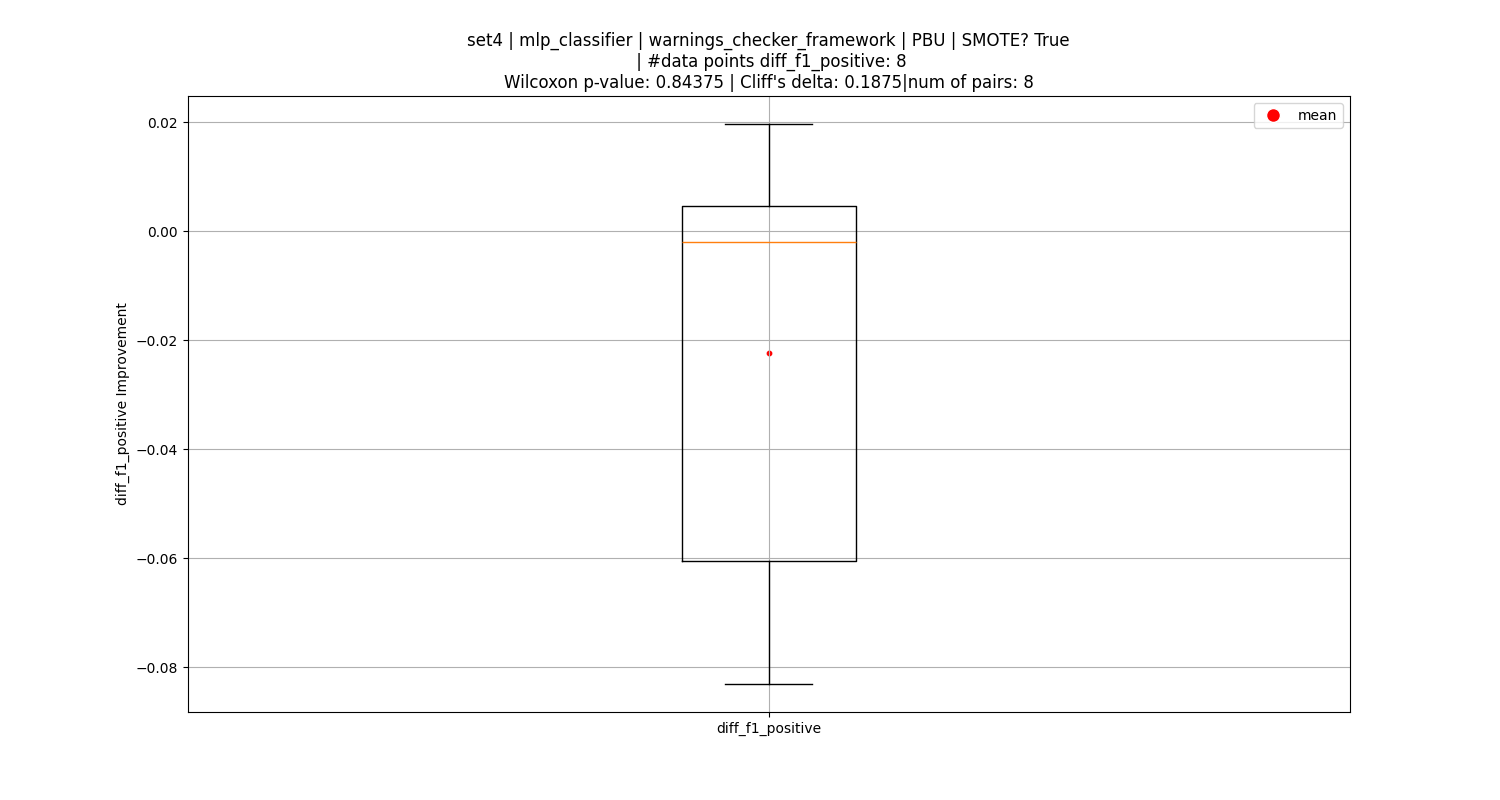 set4 | mlp_classifier | warnings_checker_framework | PBU | SMOTE? True
| #data points diff_f1_positive: 8
Wilcoxon p-value: 0.84375 | Cliff's delta: 0.1875|num of pairs: 8
mean
0.02
0.00
−0.02
−0.04
−0.06
−0.08
diff_f1_positive Improvement
diff_f1_positive